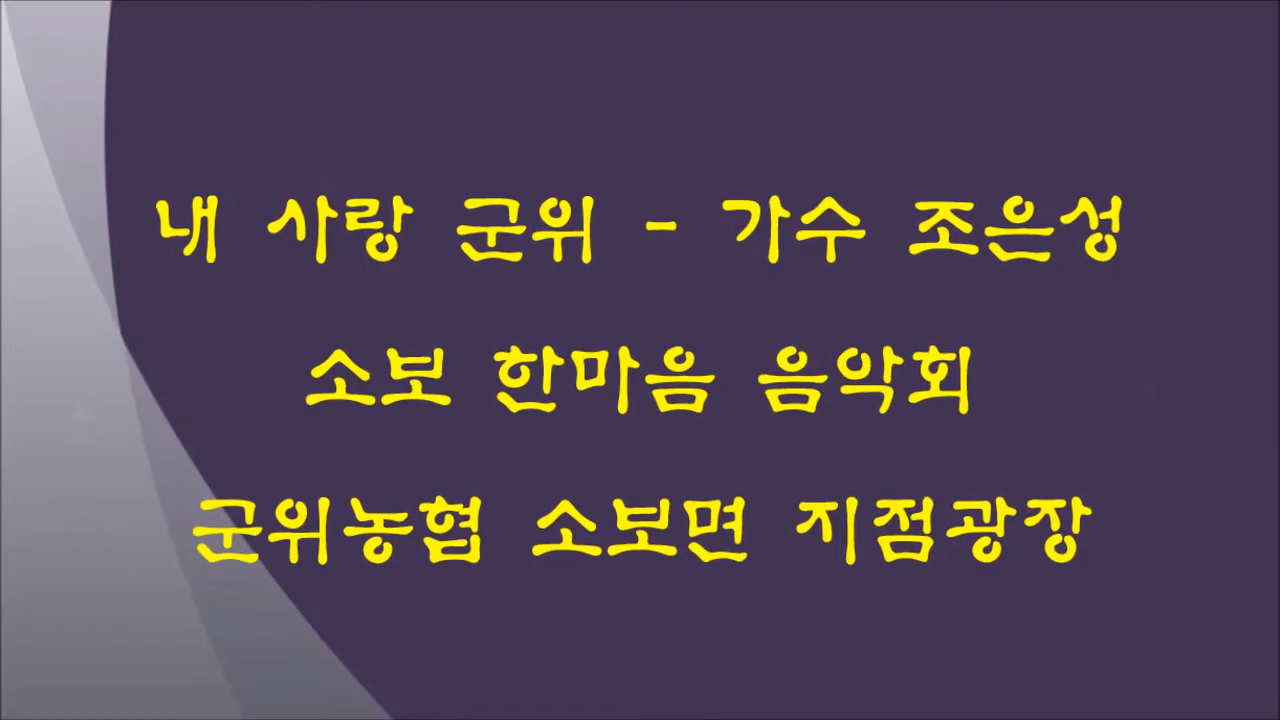 내 사랑 군위 - 가수 조은성
소보 한마음 음악회
군위농협 소보면 지점광장